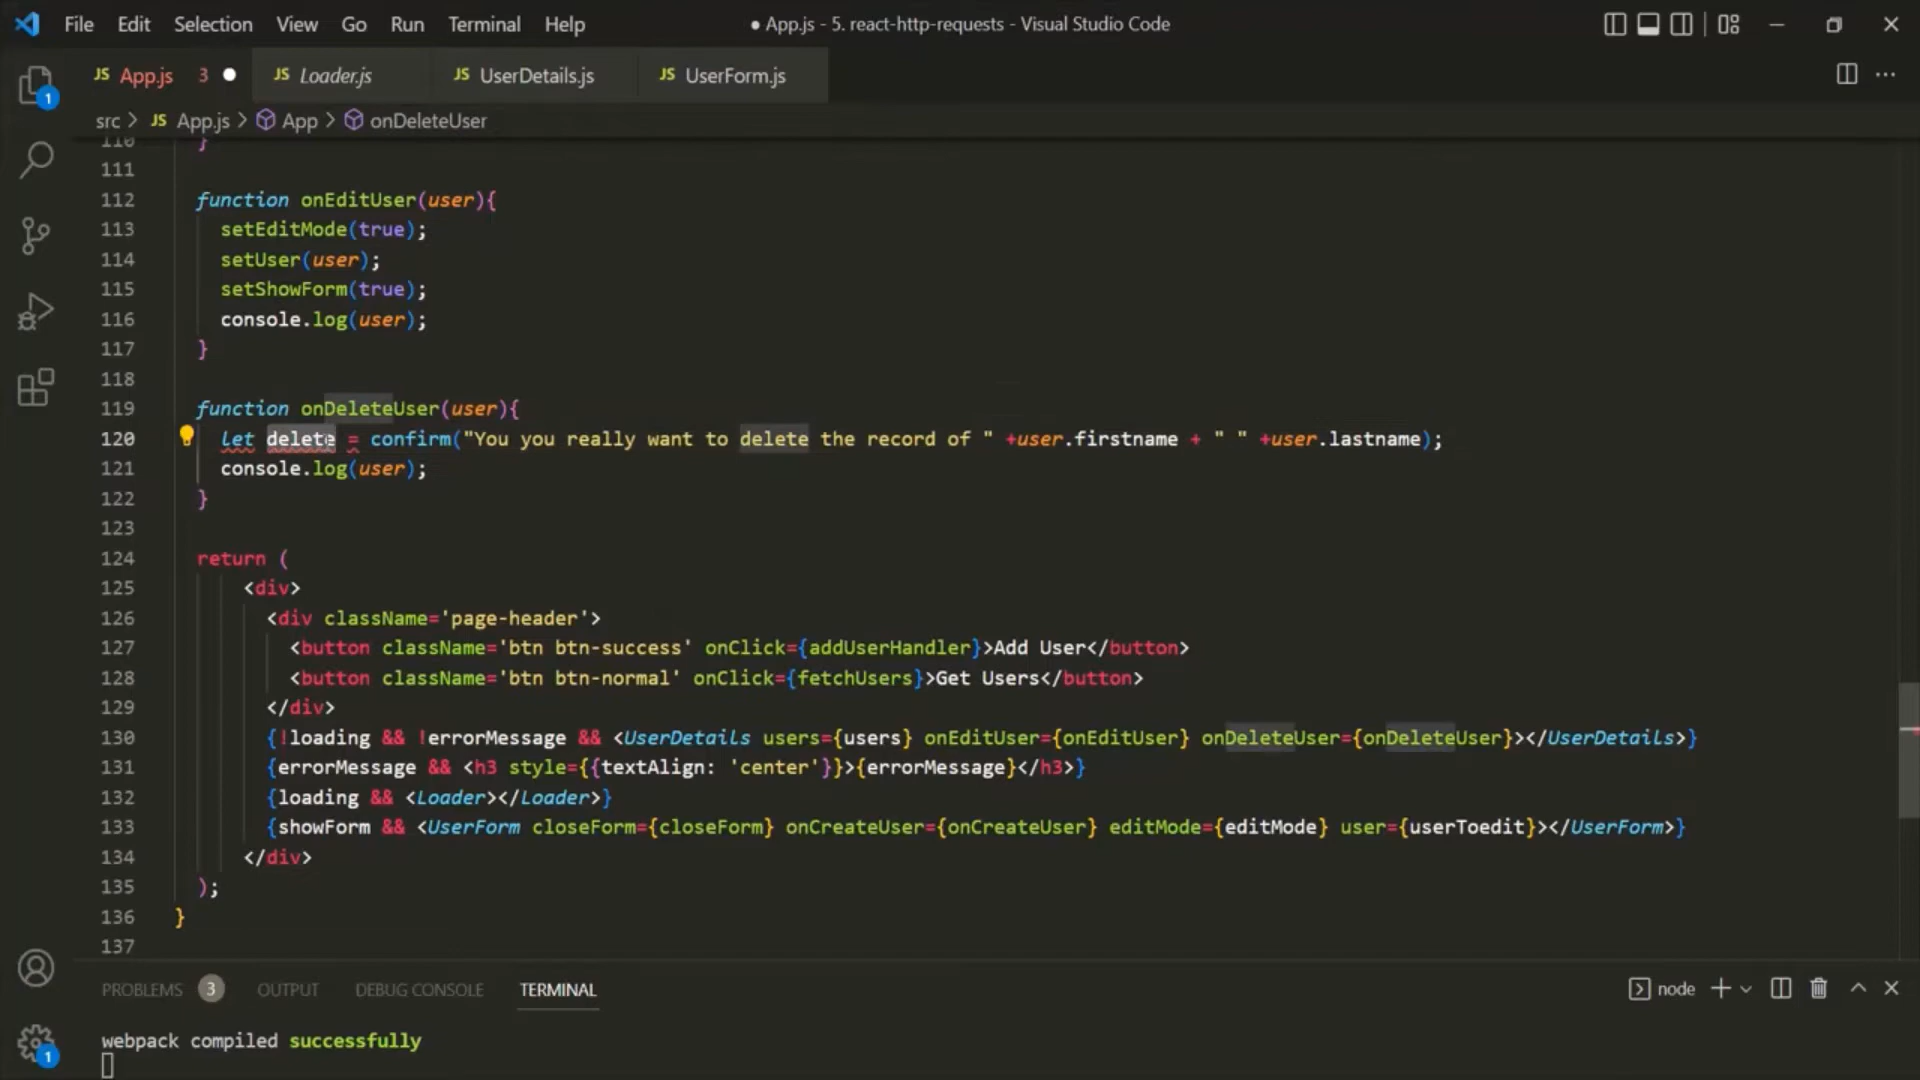 File Edit Selection View Go Run Terminal Help ● App.js - 5. react-http-requests - Visual Studio Code
JS App.js 3 ● JS Loader.js JS UserDetails.js JS UserForm.js
1
src > JS App.js > App > onDeleteUser
110 }
111
112 function onEditUser(user){
113 setEditMode(true);
114 setUser(user);
115 setShowForm(true);
116 console.log(user);
117 }
118
119 function onDeleteUser(user){
120 let delete = confirm("You you really want to delete the record of " +user.firstname + " " +user.lastname);
121 console.log(user);
122 }
123
124 return (
125 <div>
126 <div className='page-header'>
127 <button className='btn btn-success' onClick={addUserHandler}>Add User</button>
128 <button className='btn btn-normal' onClick={fetchUsers}>Get Users</button>
129 </div>
130 {!loading && !errorMessage && <UserDetails users={users} onEditUser={onEditUser} onDeleteUser={onDeleteUser}></UserDetails>}
131 {errorMessage && <h3 style={{textAlign: 'center'}}>{errorMessage}</h3>}
132 {loading && <Loader></Loader>}
133 {showForm && <UserForm closeForm={closeForm} onCreateUser={onCreateUser} editMode={editMode} user={userToedit}></UserForm>}
134 </div>
135 );
136 }
137
PROBLEMS 3 OUTPUT DEBUG CONSOLE TERMINAL node
webpack compiled successfully
1